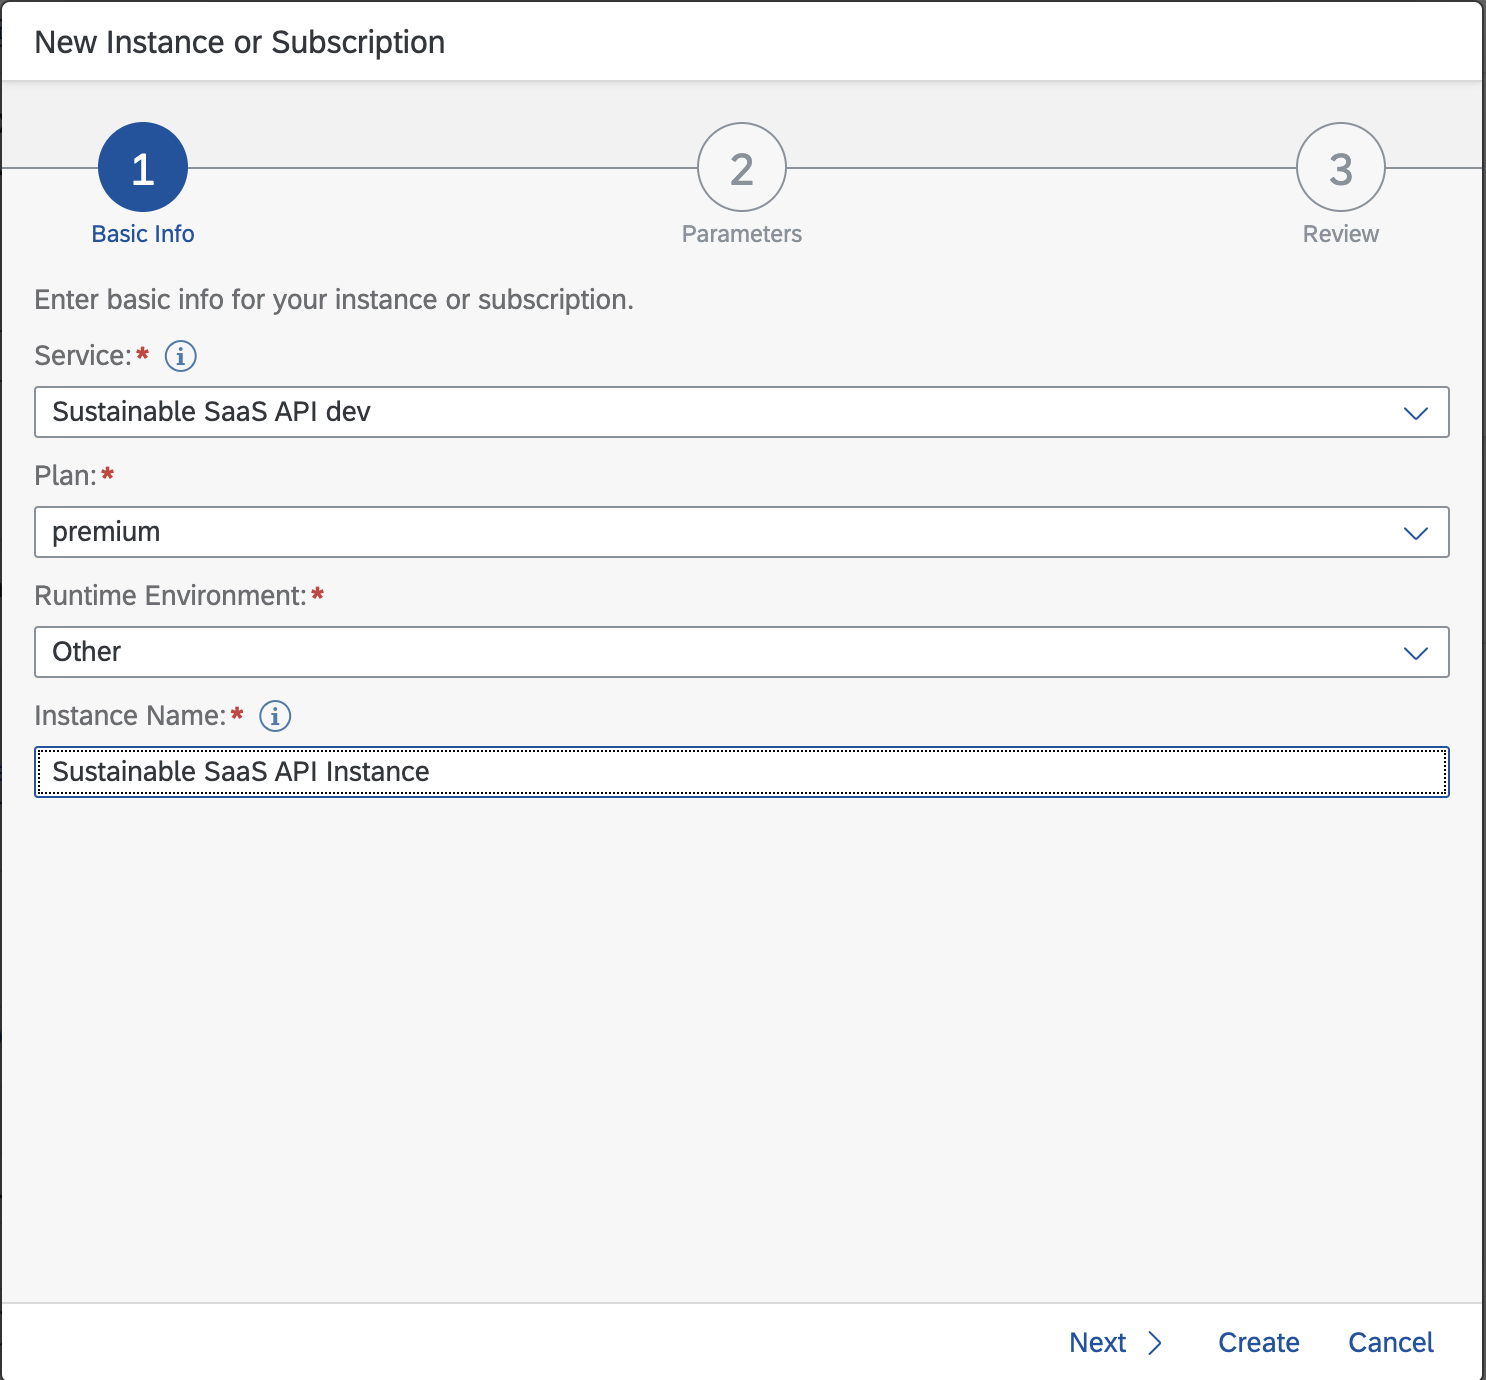 New Instance or Subscription
1
2
3
Basic Info
Parameters
Review
Enter basic info for your instance or subscription.
Service:* i
Sustainable SaaS API dev
Plan:*
premium
Runtime Environment:*
Other
Instance Name:* i
Sustainable SaaS API Instance
Next Create Cancel